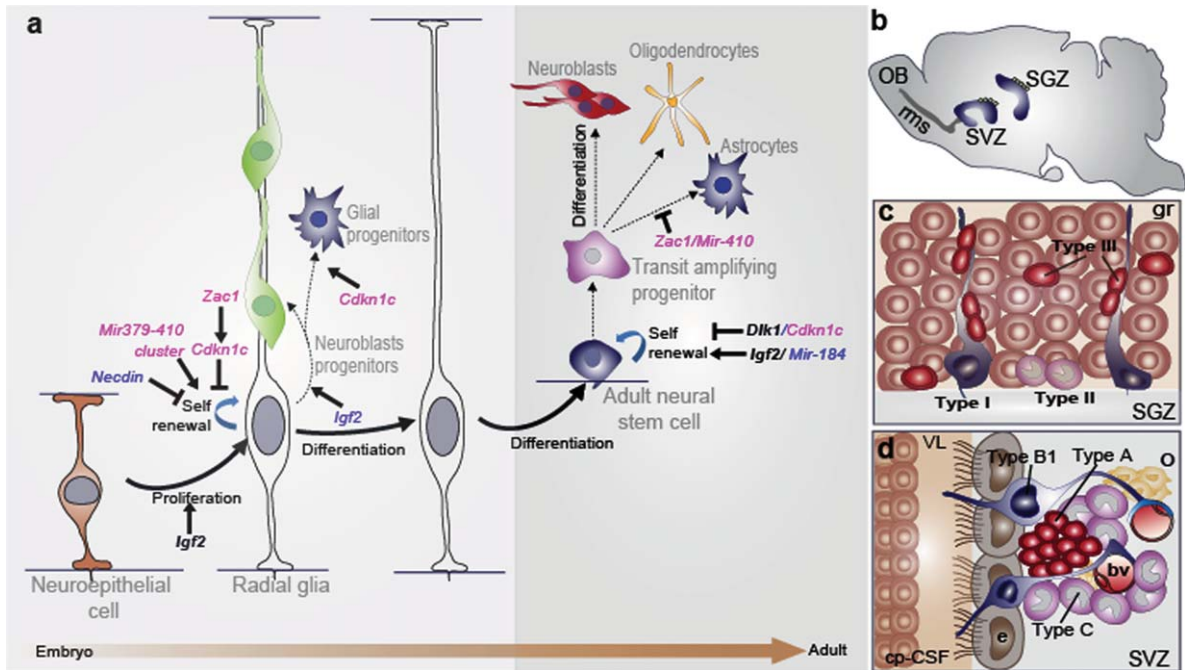 a
Neuroblasts
Oligodendrocytes
Astrocytes
Differentiation
Glial
progenitors
Zac1/Mir-410
Transit amplifying
progenitor
Zac1
Cdkn1c
Mir379-410
cluster
Cdkn1c
Neuroblasts
progenitors
Necdin
Self
renewal
Igf2
Self
renewal
Dlk1/Cdkn1c
Igf2/ Mir-184
Adult neural
stem cell
Differentiation
Differentiation
Proliferation
Igf2
Neuroepithelial
cell
Radial glia
Embryo
Adult
b
OB
rms
SVZ
SGZ
c
gr
Type III
Type I
Type II
SGZ
d
VL
Type B1
Type A
O
bv
Type C
e
cp-CSF
SVZ